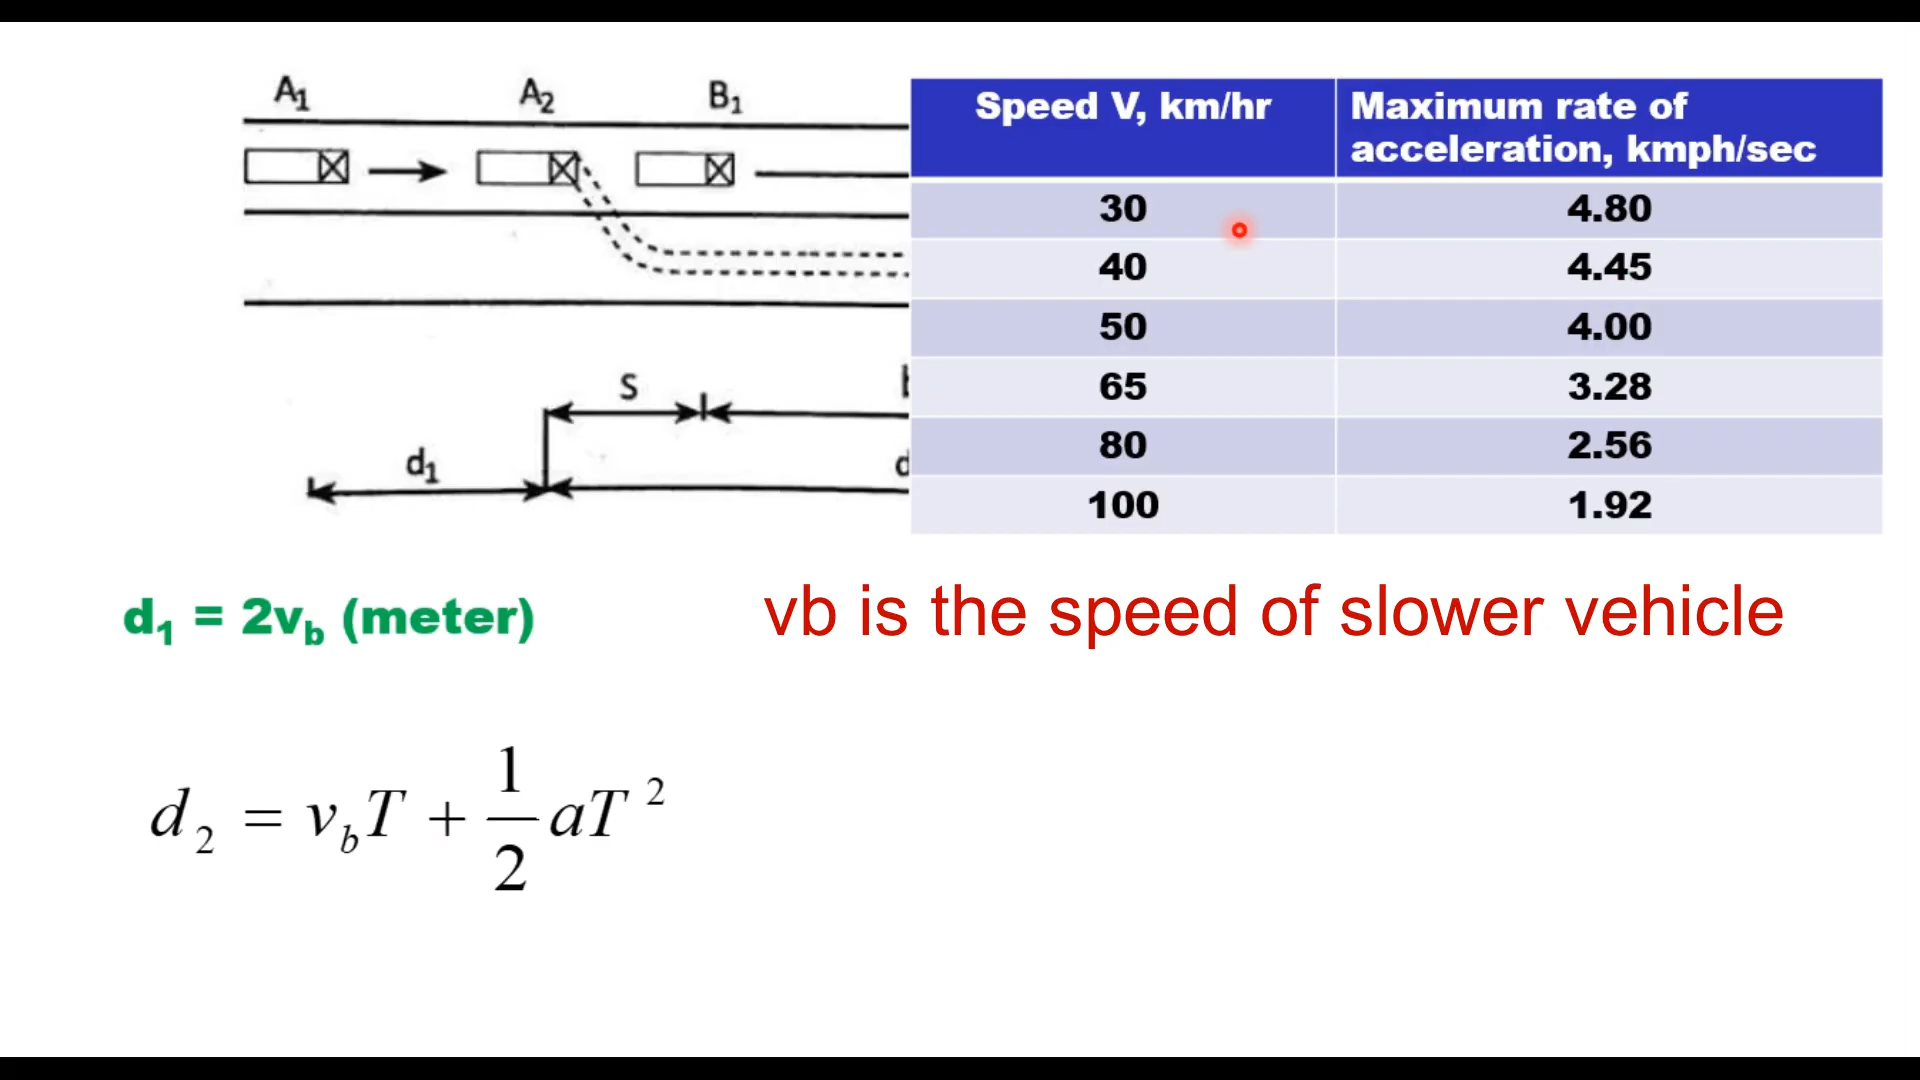 A₁ A₂ B₁
S
d₁
Speed V, km/hr Maximum rate of acceleration, kmph/sec
30 4.80
40 4.45
50 4.00
65 3.28
80 2.56
100 1.92
d₁ = 2v_b (meter)
vb is the speed of slower vehicle
d₂ = v_bT + 1/2 aT²